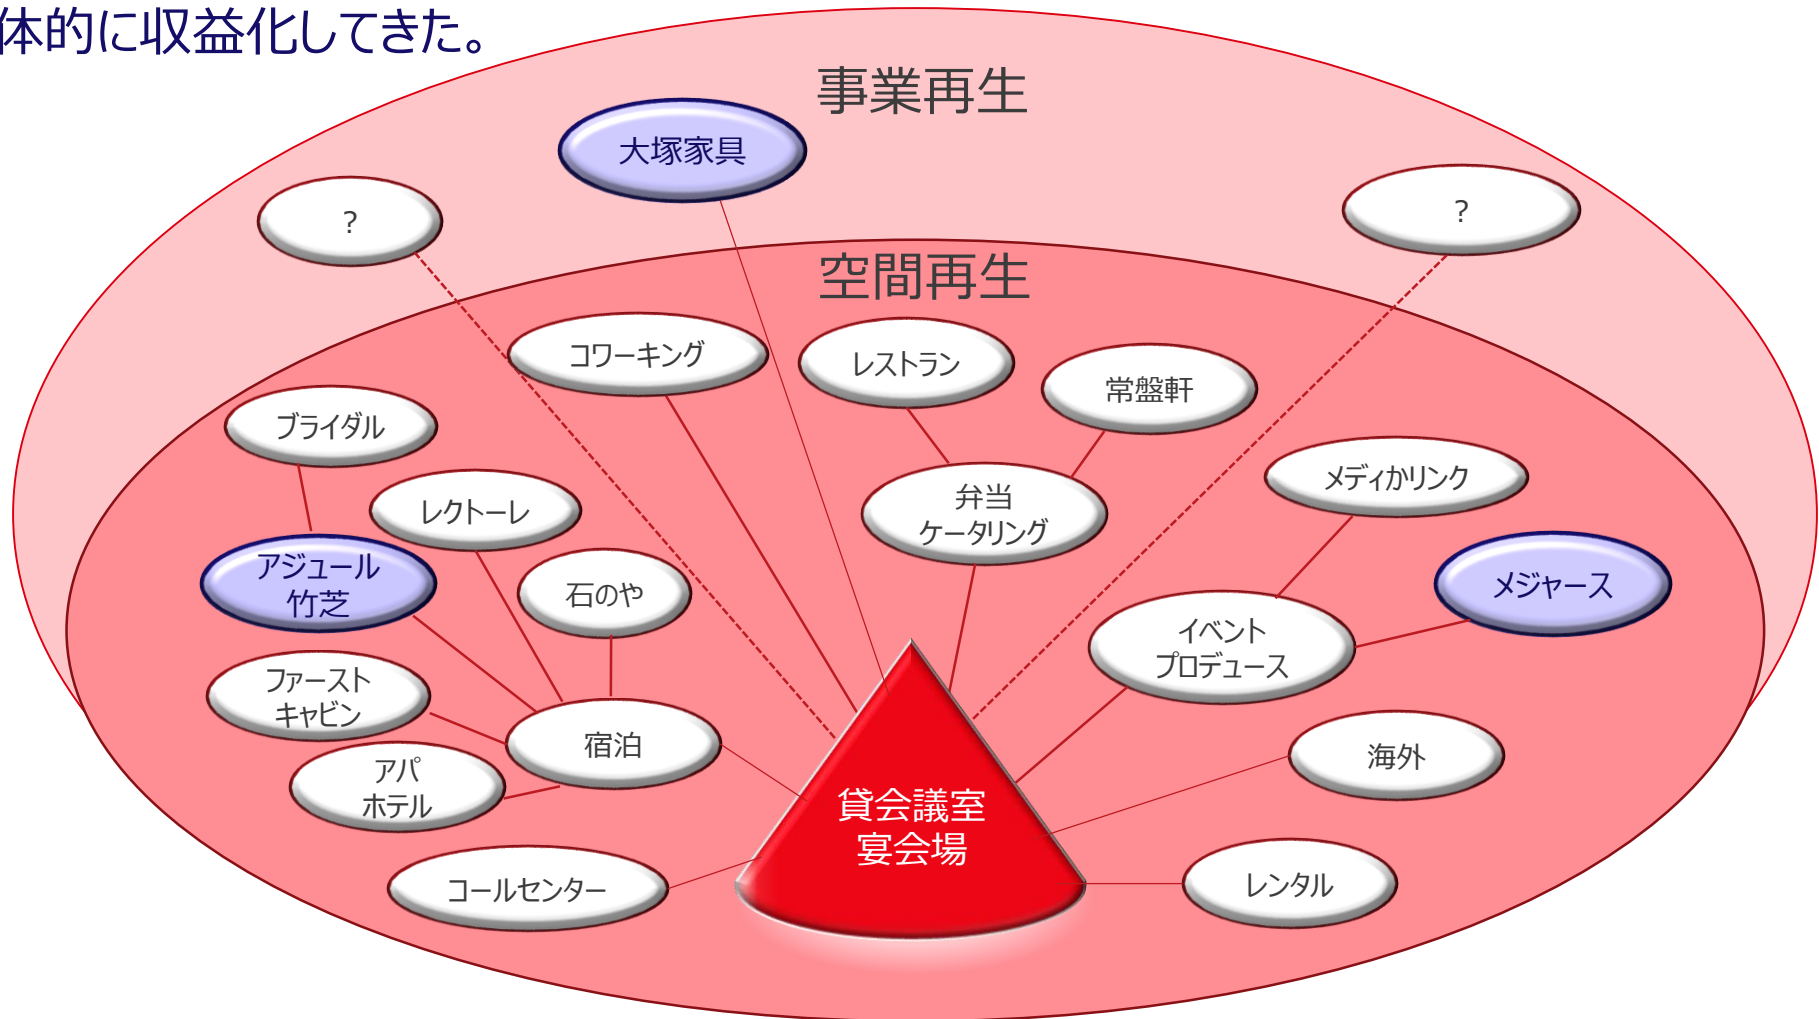 体的に収益化してきた。
事業再生
大塚家具
?
?
空間再生
コワーキング
レストラン
常盤軒
ブライダル
メディカリンク
レクトーレ
弁当
ケータリング
アジュール
竹芝
石のや
メジャース
イベント
プロデュース
ファースト
キャビン
宿泊
海外
アパ
ホテル
貸会議室
宴会場
コールセンター
レンタル